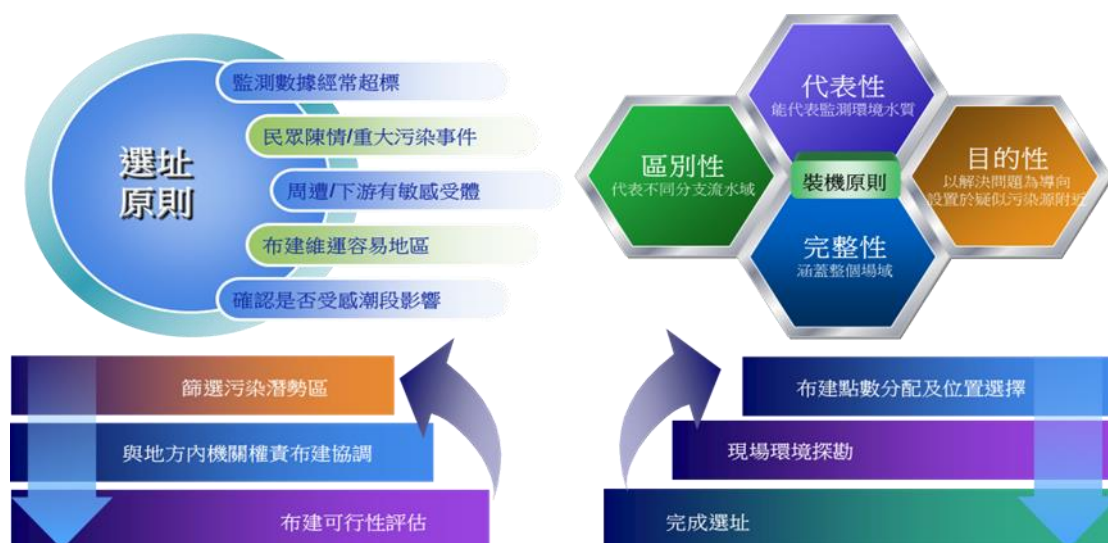 選址
原則
監測數據經常超標
民眾陳情/重大污染事件
周遭/下游有敏感受體
布建維運容易地區
確認是否受感潮段影響
代表性
能代表監測環境水質
區別性
代表不同分支流水域
裝機原則
目的性
以解決問題為導向
設置於疑似污染源附近
完整性
涵蓋整個場域
篩選污染潛勢區
與地方內機關權責布建協調
布建可行性評估
布建點數分配及位置選擇
現場環境探勘
完成選址